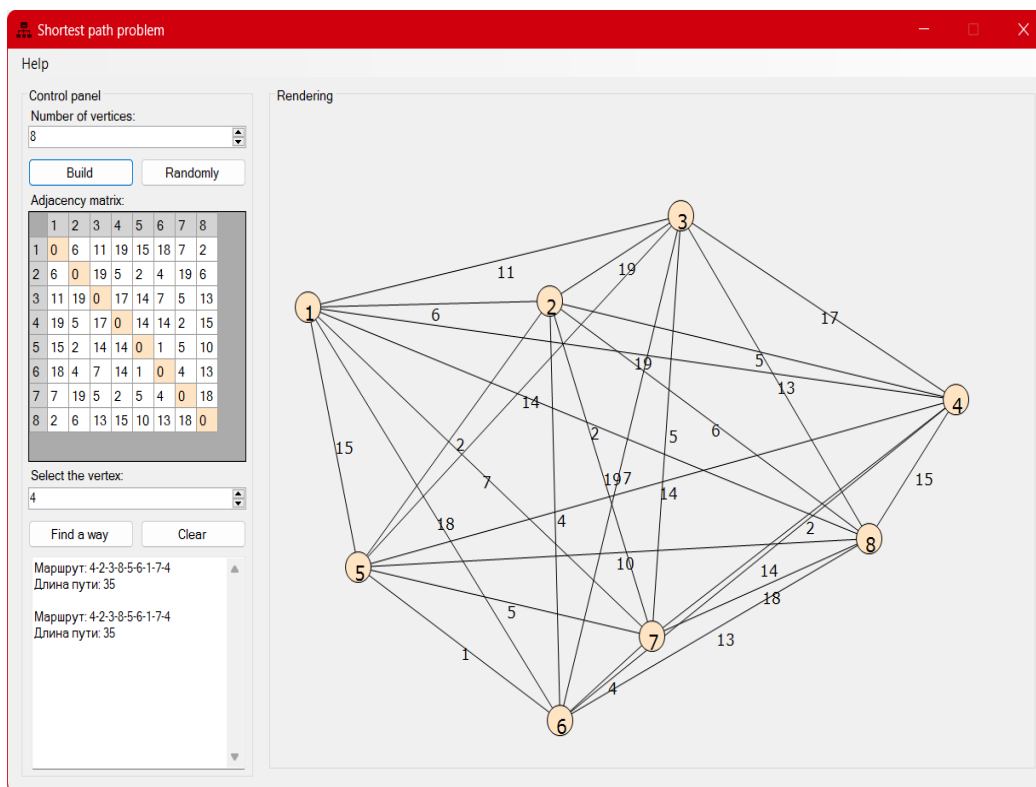 Shortest path problem
Help
Control panel
Number of vertices:
8
Build Randomly
Adjacency matrix:
1 2 3 4 5 6 7 8
1 0 6 11 19 15 18 7 2
2 6 0 19 5 2 4 19 6
3 11 19 0 17 14 7 5 13
4 19 5 17 0 14 14 2 15
5 15 2 14 14 0 1 5 10
6 18 4 7 14 1 0 4 13
7 7 19 5 2 5 4 0 18
8 2 6 13 15 10 13 18 0
Select the vertex:
4
Find a way Clear
Маршрут: 4-2-3-8-5-6-1-7-4
Длина пути: 35
Маршрут: 4-2-3-8-5-6-1-7-4
Длина пути: 35
Rendering
3
11 19
1 2
6 17
19 5
13
4
14
2 2 5 6
15
7 197 14 15
18 4 2
8
5 10
14
18
5
7 13
1
4
6